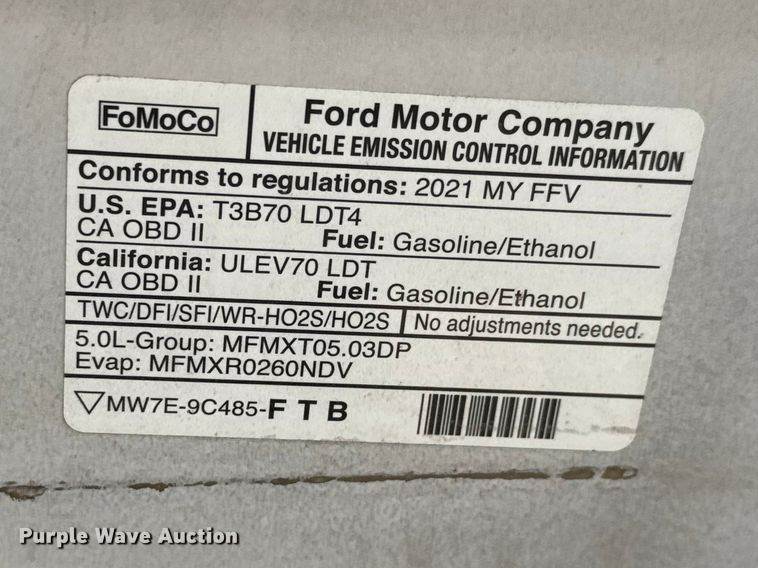 FoMoCo
Ford Motor Company
VEHICLE EMISSION CONTROL INFORMATION
Conforms to regulations: 2021 MY FFV
U.S. EPA: T3B70 LDT4
CA OBD II Fuel: Gasoline/Ethanol
California: ULEV70 LDT
CA OBD II Fuel: Gasoline/Ethanol
TWC/DFI/SFI/WR-HO2S/HO2S No adjustments needed.
5.0L-Group: MFMXT05.03DP
Evap: MFMXR0260NDV
MW7E-9C485-F T B
Purple Wave Auction